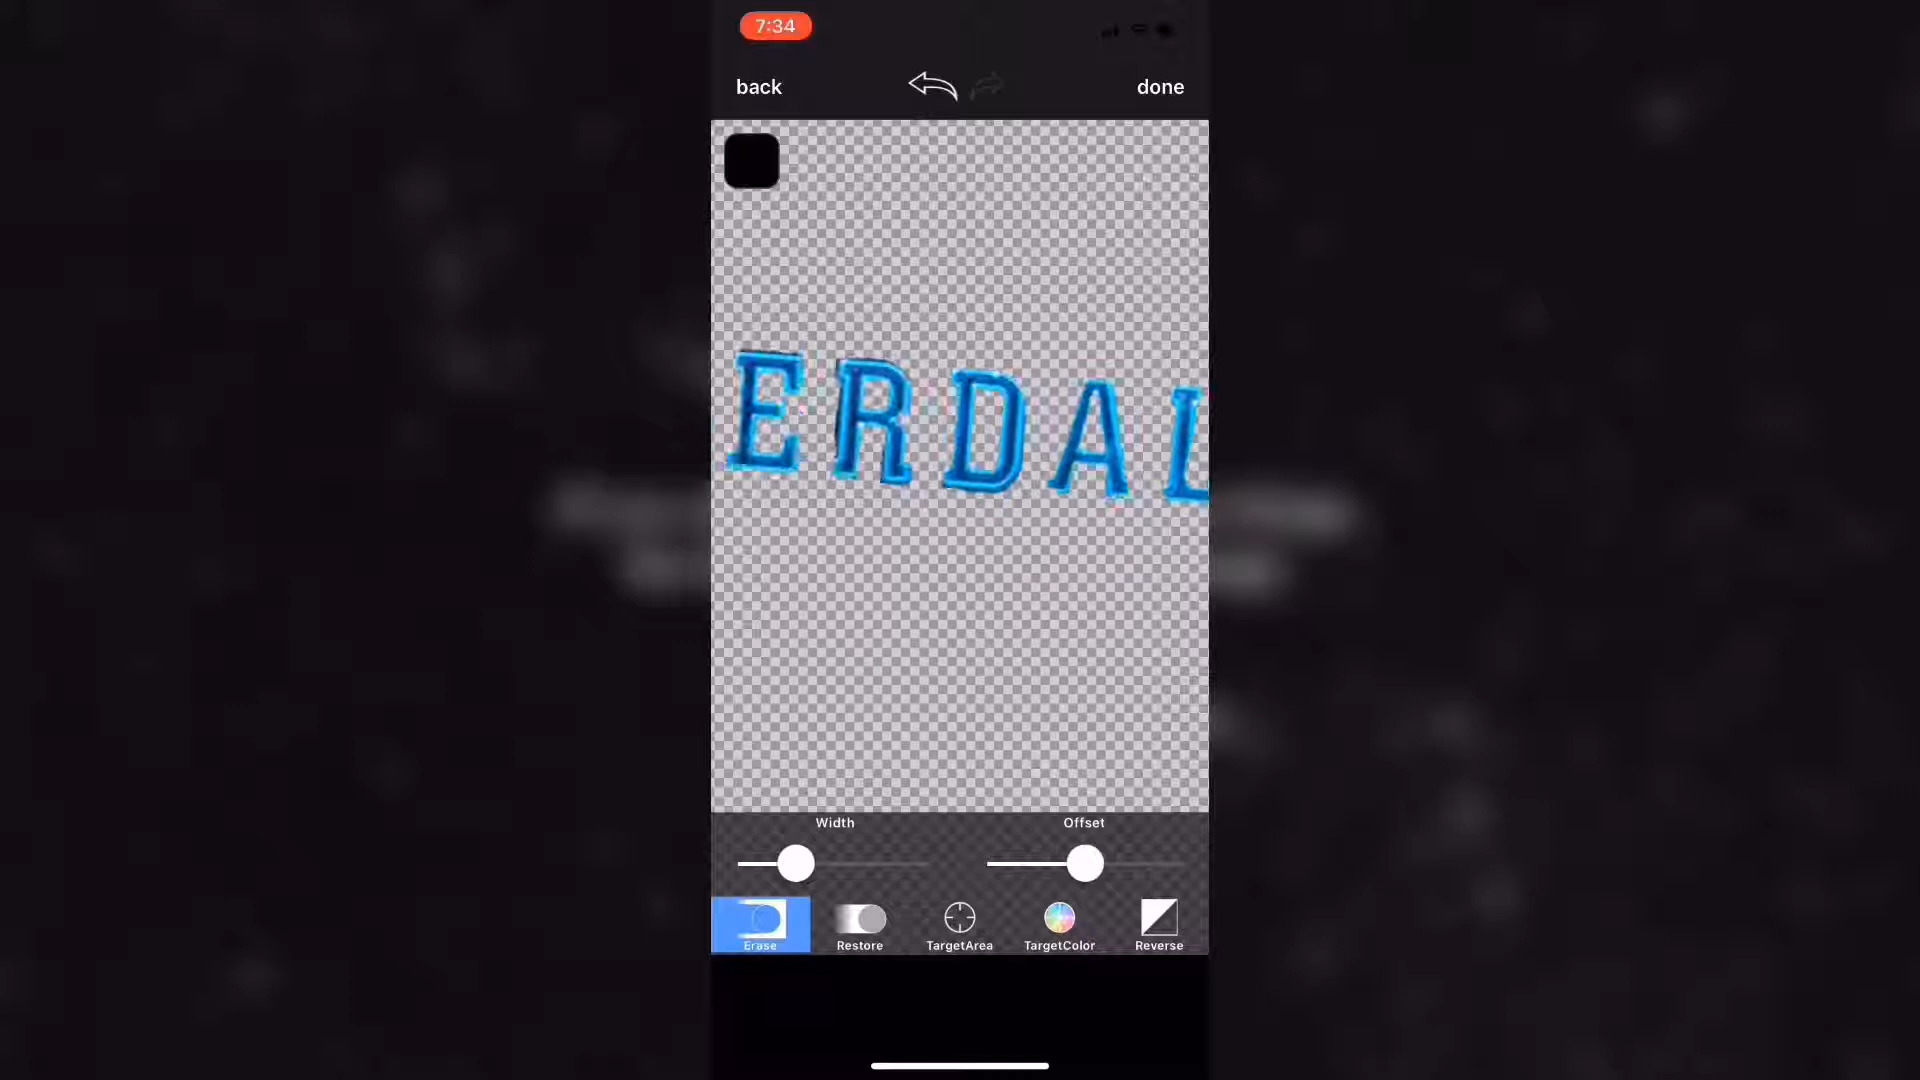 7:34
back done
ERDAL
Width Offset
Erase Restore TargetArea TargetColor Reverse